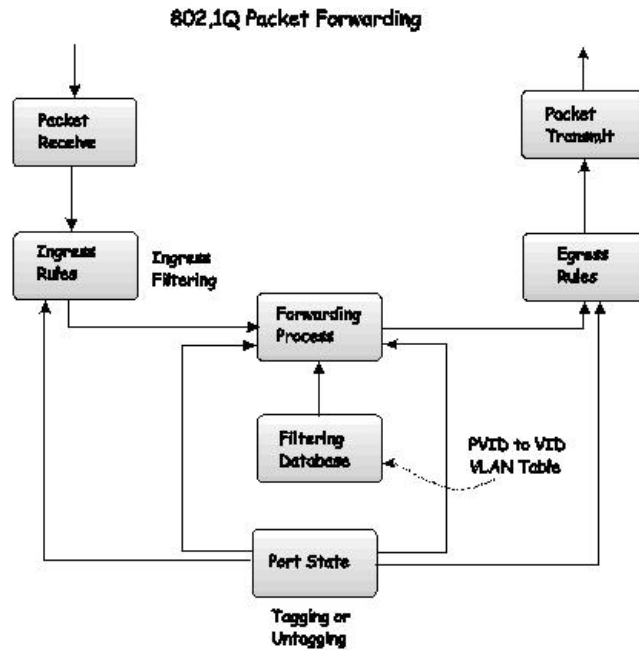 802,1Q Packet Forwarding
Packet
Receive
Packet
Transmit
Ingress
Rules
Ingress
Filtering
Egress
Rules
Forwarding
Process
Filtering
Database
PVID to VID
VLAN Table
Port State
Tagging or
Untagging